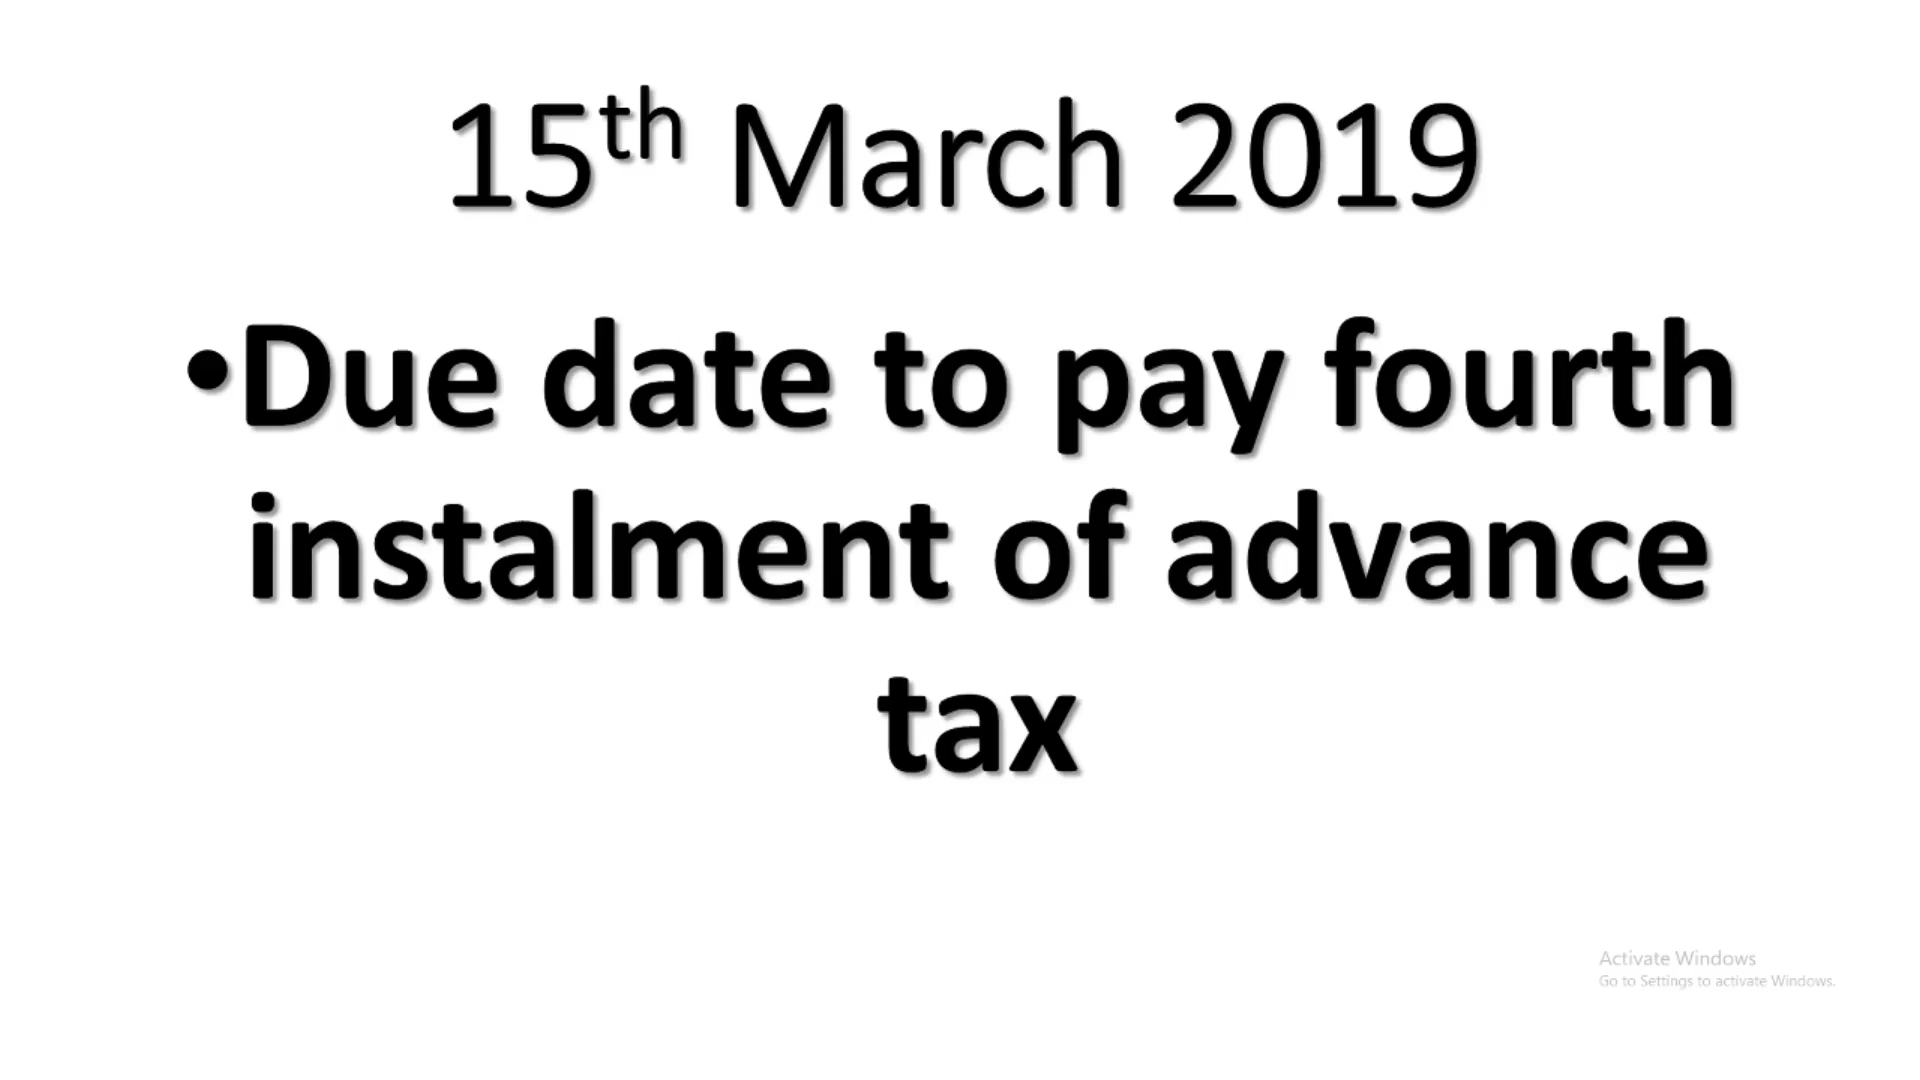 15th March 2019
•Due date to pay fourth
instalment of advance
tax
Activate Windows
Go to Settings to activate Windows.